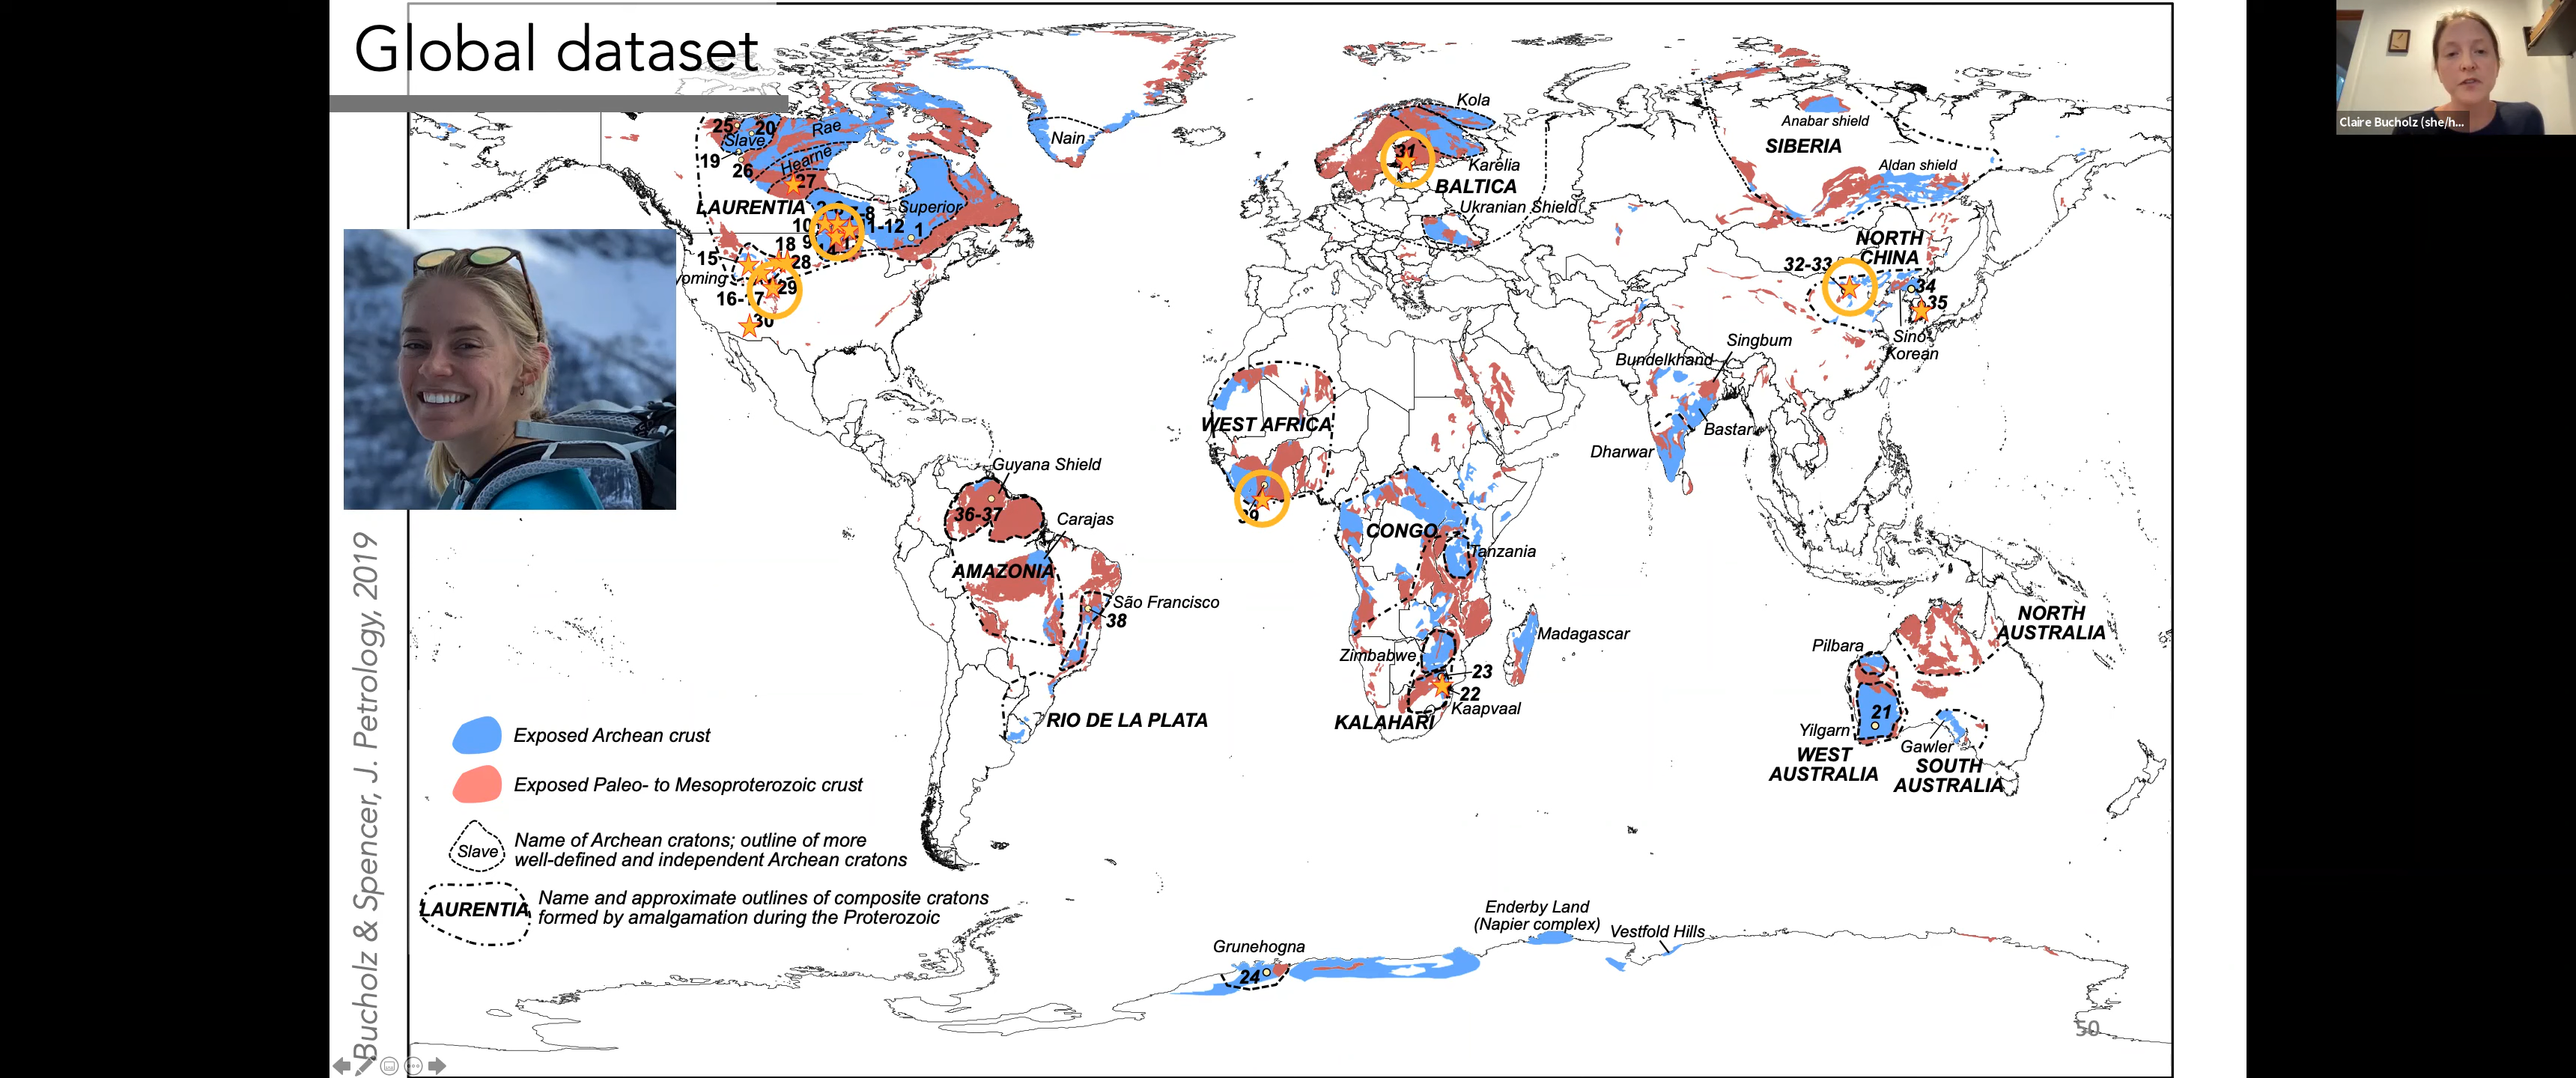 Global dataset
Claire Bucholz (she/h...
Bucholz & Spencer, J. Petrology, 2019
25
20
Slave
Rae
Hearne
19
26
27
LAURENTIA
Superior
10
9
1-12
1
18
28
15
yoming
29
16-17
30
Nain
Kola
31
Karelia
BALTICA
Ukranian Shield
Anabar shield
SIBERIA
Aldan shield
NORTH
CHINA
32-33
34
35
Sino-
Korean
Singbum
Bundelkhand
Bastar
Dharwar
WEST AFRICA
39
Guyana Shield
36-37
Carajas
AMAZONIA
São Francisco
38
RIO DE LA PLATA
CONGO
Tanzania
Madagascar
Zimbabwe
23
22
Kaapvaal
KALAHARI
NORTH
AUSTRALIA
Pilbara
21
Yilgarn
WEST
AUSTRALIA
Gawler
SOUTH
AUSTRALIA
Exposed Archean crust
Exposed Paleo- to Mesoproterozoic crust
Slave
Name of Archean cratons; outline of more
well-defined and independent Archean cratons
LAURENTIA
Name and approximate outlines of composite cratons
formed by amalgamation during the Proterozoic
Enderby Land
(Napier complex)
Vestfold Hills
Grunehogna
24
50